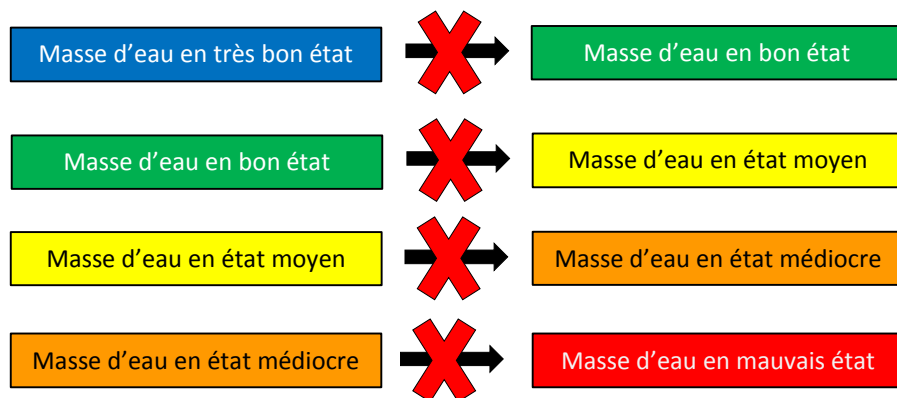 Masse d’eau en très bon état
Masse d’eau en bon état
Masse d’eau en bon état
Masse d’eau en état moyen
Masse d’eau en état moyen
Masse d’eau en état médiocre
Masse d’eau en état médiocre
Masse d’eau en mauvais état